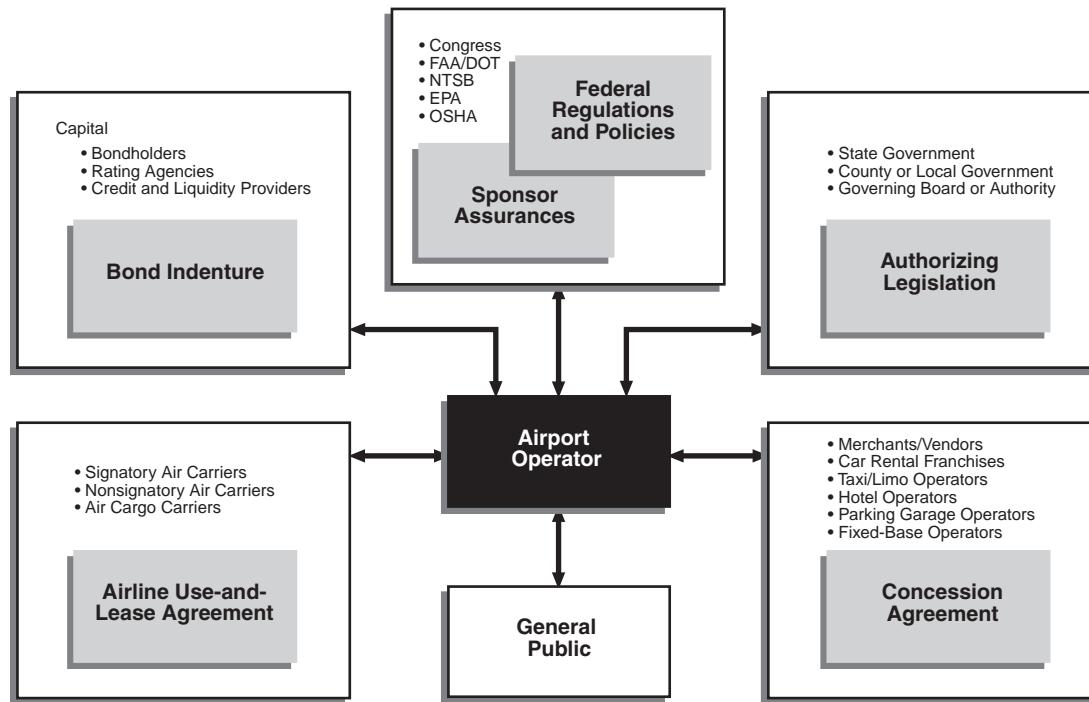 • Congress
• FAA/DOT
• NTSB
• EPA
• OSHA
Federal
Regulations
and Policies
Sponsor
Assurances
Capital
• Bondholders
• Rating Agencies
• Credit and Liquidity Providers
Bond Indenture
• State Government
• County or Local Government
• Governing Board or Authority
Authorizing
Legislation
Airport
Operator
• Signatory Air Carriers
• Nonsignatory Air Carriers
• Air Cargo Carriers
Airline Use-and-
Lease Agreement
General
Public
• Merchants/Vendors
• Car Rental Franchises
• Taxi/Limo Operators
• Hotel Operators
• Parking Garage Operators
• Fixed-Base Operators
Concession
Agreement